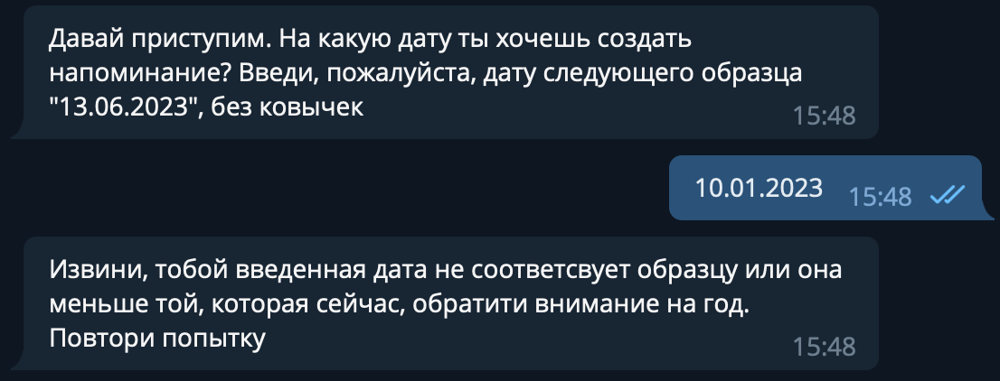 Давай приступим. На какую дату ты хочешь создать
напоминание? Введи, пожалуйста, дату следующего образца
"13.06.2023", без ковычек
15:48
10.01.2023 15:48
Извини, тобой введенная дата не соответсвует образцу или она
меньше той, которая сейчас, обратити внимание на год.
Повтори попытку
15:48